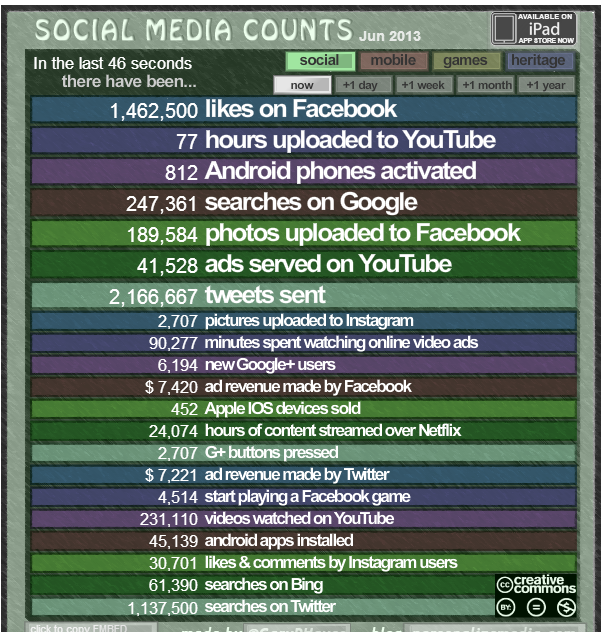 SOCIAL MEDIA COUNTS Jun 2013
AVAILABLE ON
iPad
APP STORE NOW
In the last 46 seconds
there have been...
social mobile games heritage
now +1 day +1 week +1 month +1 year
1,462,500 likes on Facebook
77 hours uploaded to YouTube
812 Android phones activated
247,361 searches on Google
189,584 photos uploaded to Facebook
41,528 ads served on YouTube
2,166,667 tweets sent
2,707 pictures uploaded to Instagram
90,277 minutes spent watching online video ads
6,194 new Google+ users
$ 7,420 ad revenue made by Facebook
452 Apple IOS devices sold
24,074 hours of content streamed over Netflix
2,707 G+ buttons pressed
$ 7,221 ad revenue made by Twitter
4,514 start playing a Facebook game
231,110 videos watched on YouTube
45,139 android apps installed
30,701 likes & comments by Instagram users
61,390 searches on Bing
1,137,500 searches on Twitter
cc creative
commons
BY: = $
click to copy EMBED made by